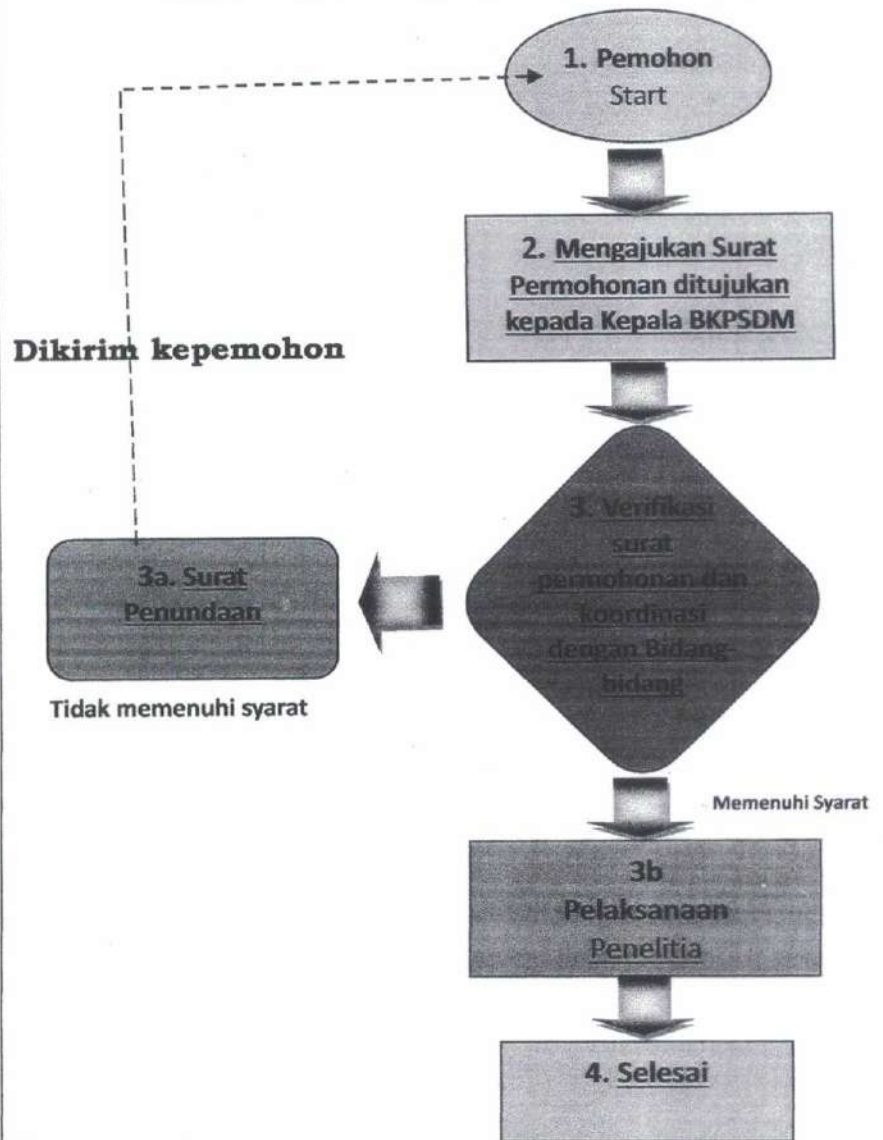 1. Pemohon
Start
2. Mengajukan Surat
Permohonan ditujukan
kepada Kepala BKPSDM
Dikirim kepemohon
3. Verifikasi
surat
permohonan dan
koordinasi
dengan Bidang-
bidang
3a. Surat
Penundaan
Tidak memenuhi syarat
Memenuhi Syarat
3b
Pelaksanaan
Penelitia
4. Selesai